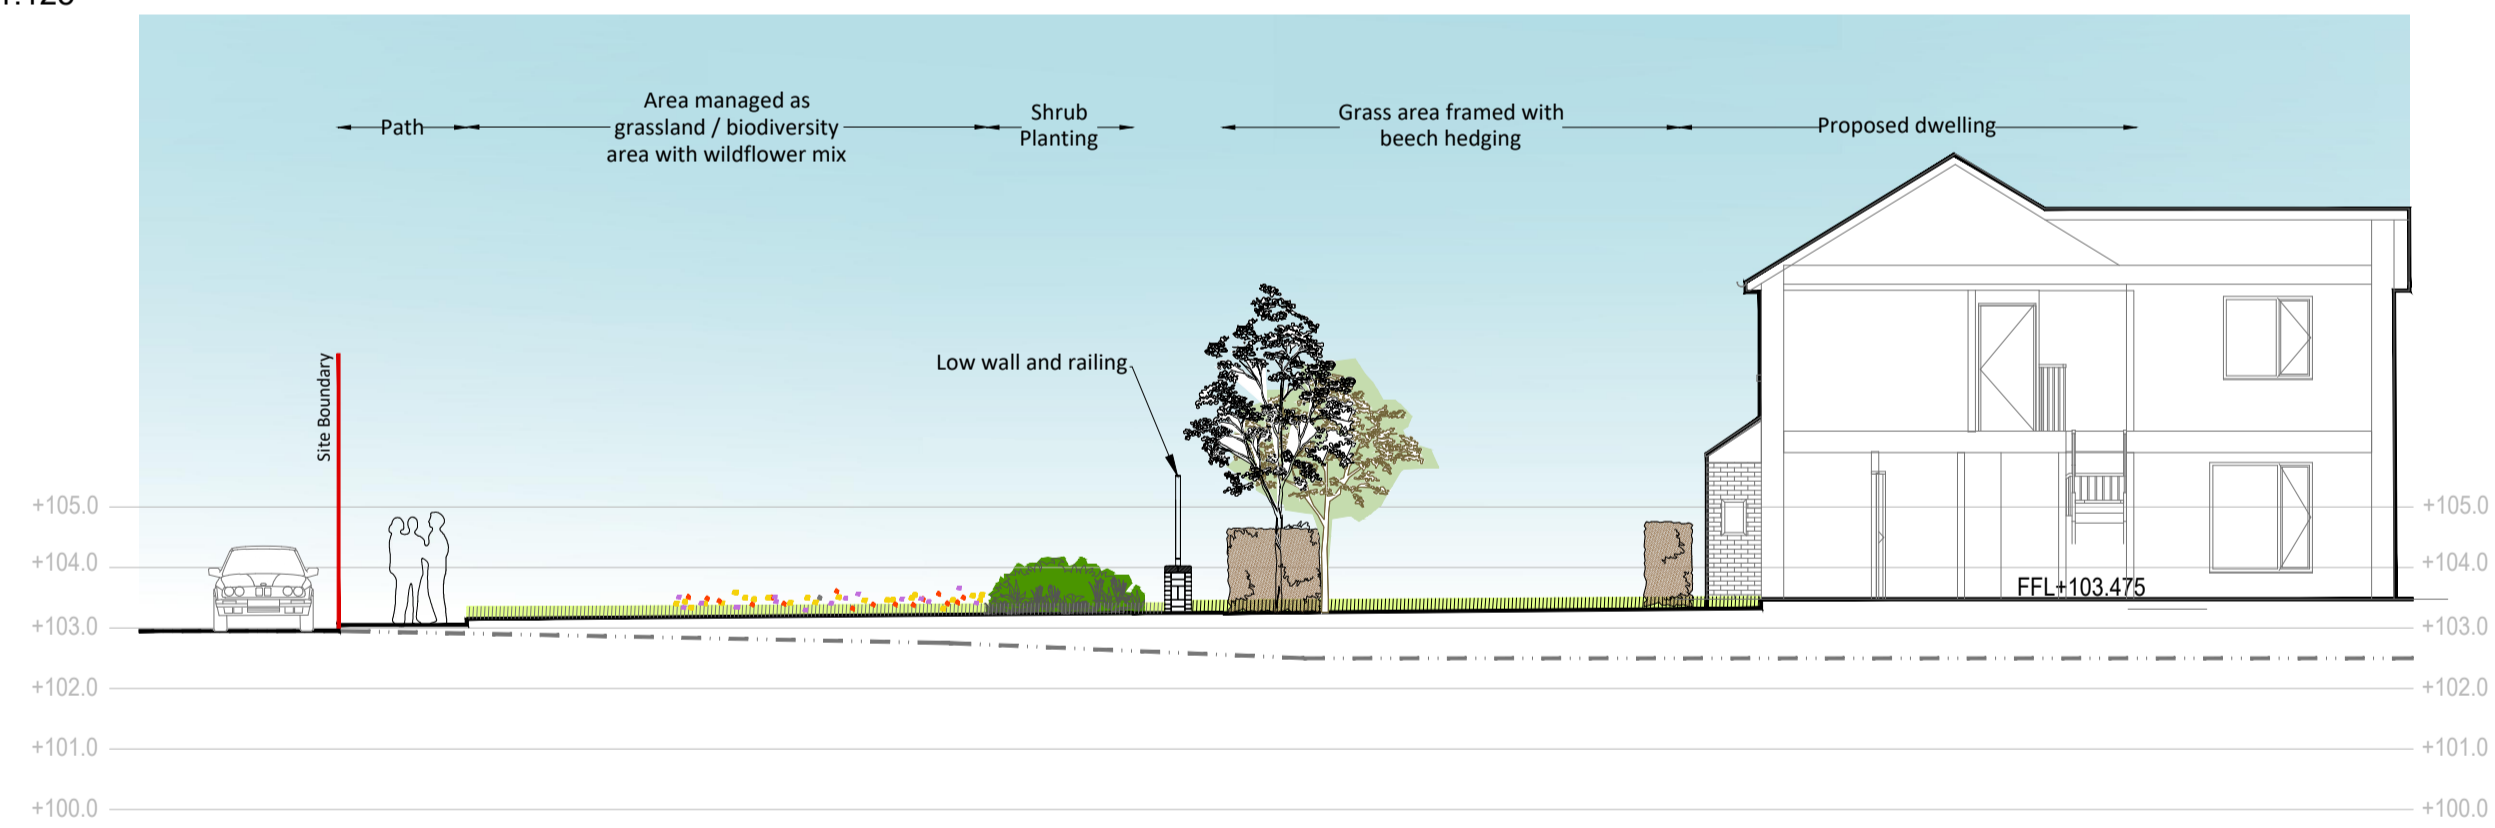 Path
Area managed as
grassland / biodiversity
area with wildflower mix
Shrub
Planting
Grass area framed with
beech hedging
Proposed dwelling
Site Boundary
Low wall and railing
+105.0
+105.0
+104.0
+104.0
FFL+103.475
+103.0
+103.0
+102.0
+102.0
+101.0
+101.0
+100.0
+100.0